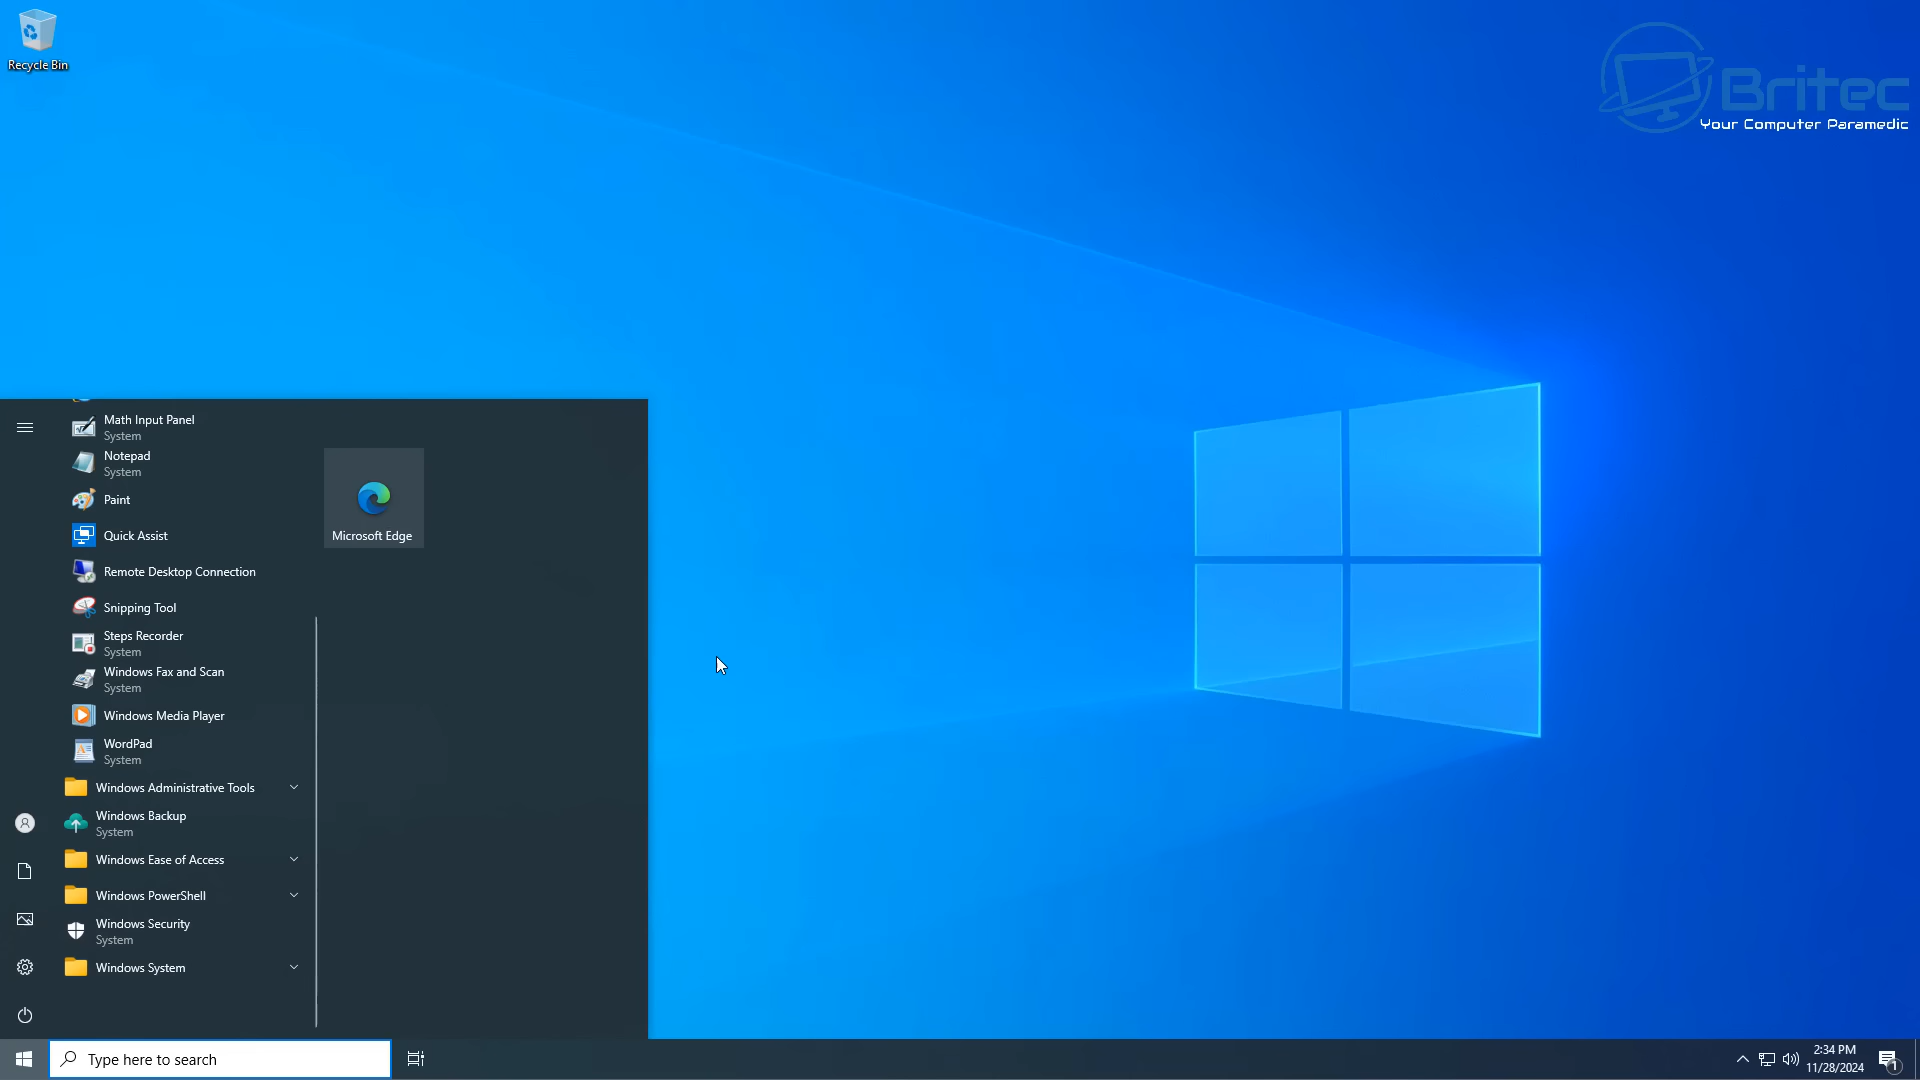 Recycle Bin
Britec
Your Computer Paramedic
Math Input Panel
System
Notepad
System
Paint
Quick Assist
Remote Desktop Connection
Snipping Tool
Steps Recorder
System
Windows Fax and Scan
System
Windows Media Player
WordPad
System
Windows Administrative Tools
Windows Backup
System
Windows Ease of Access
Windows PowerShell
Windows Security
System
Windows System
Microsoft Edge
Type here to search
2:34 PM
11/28/2024
1